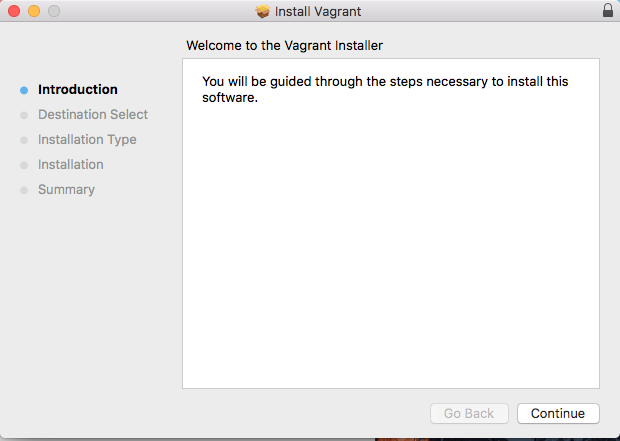 Install Vagrant
Welcome to the Vagrant Installer
Introduction
Destination Select
Installation Type
Installation
Summary
You will be guided through the steps necessary to install this
software.
Go Back
Continue